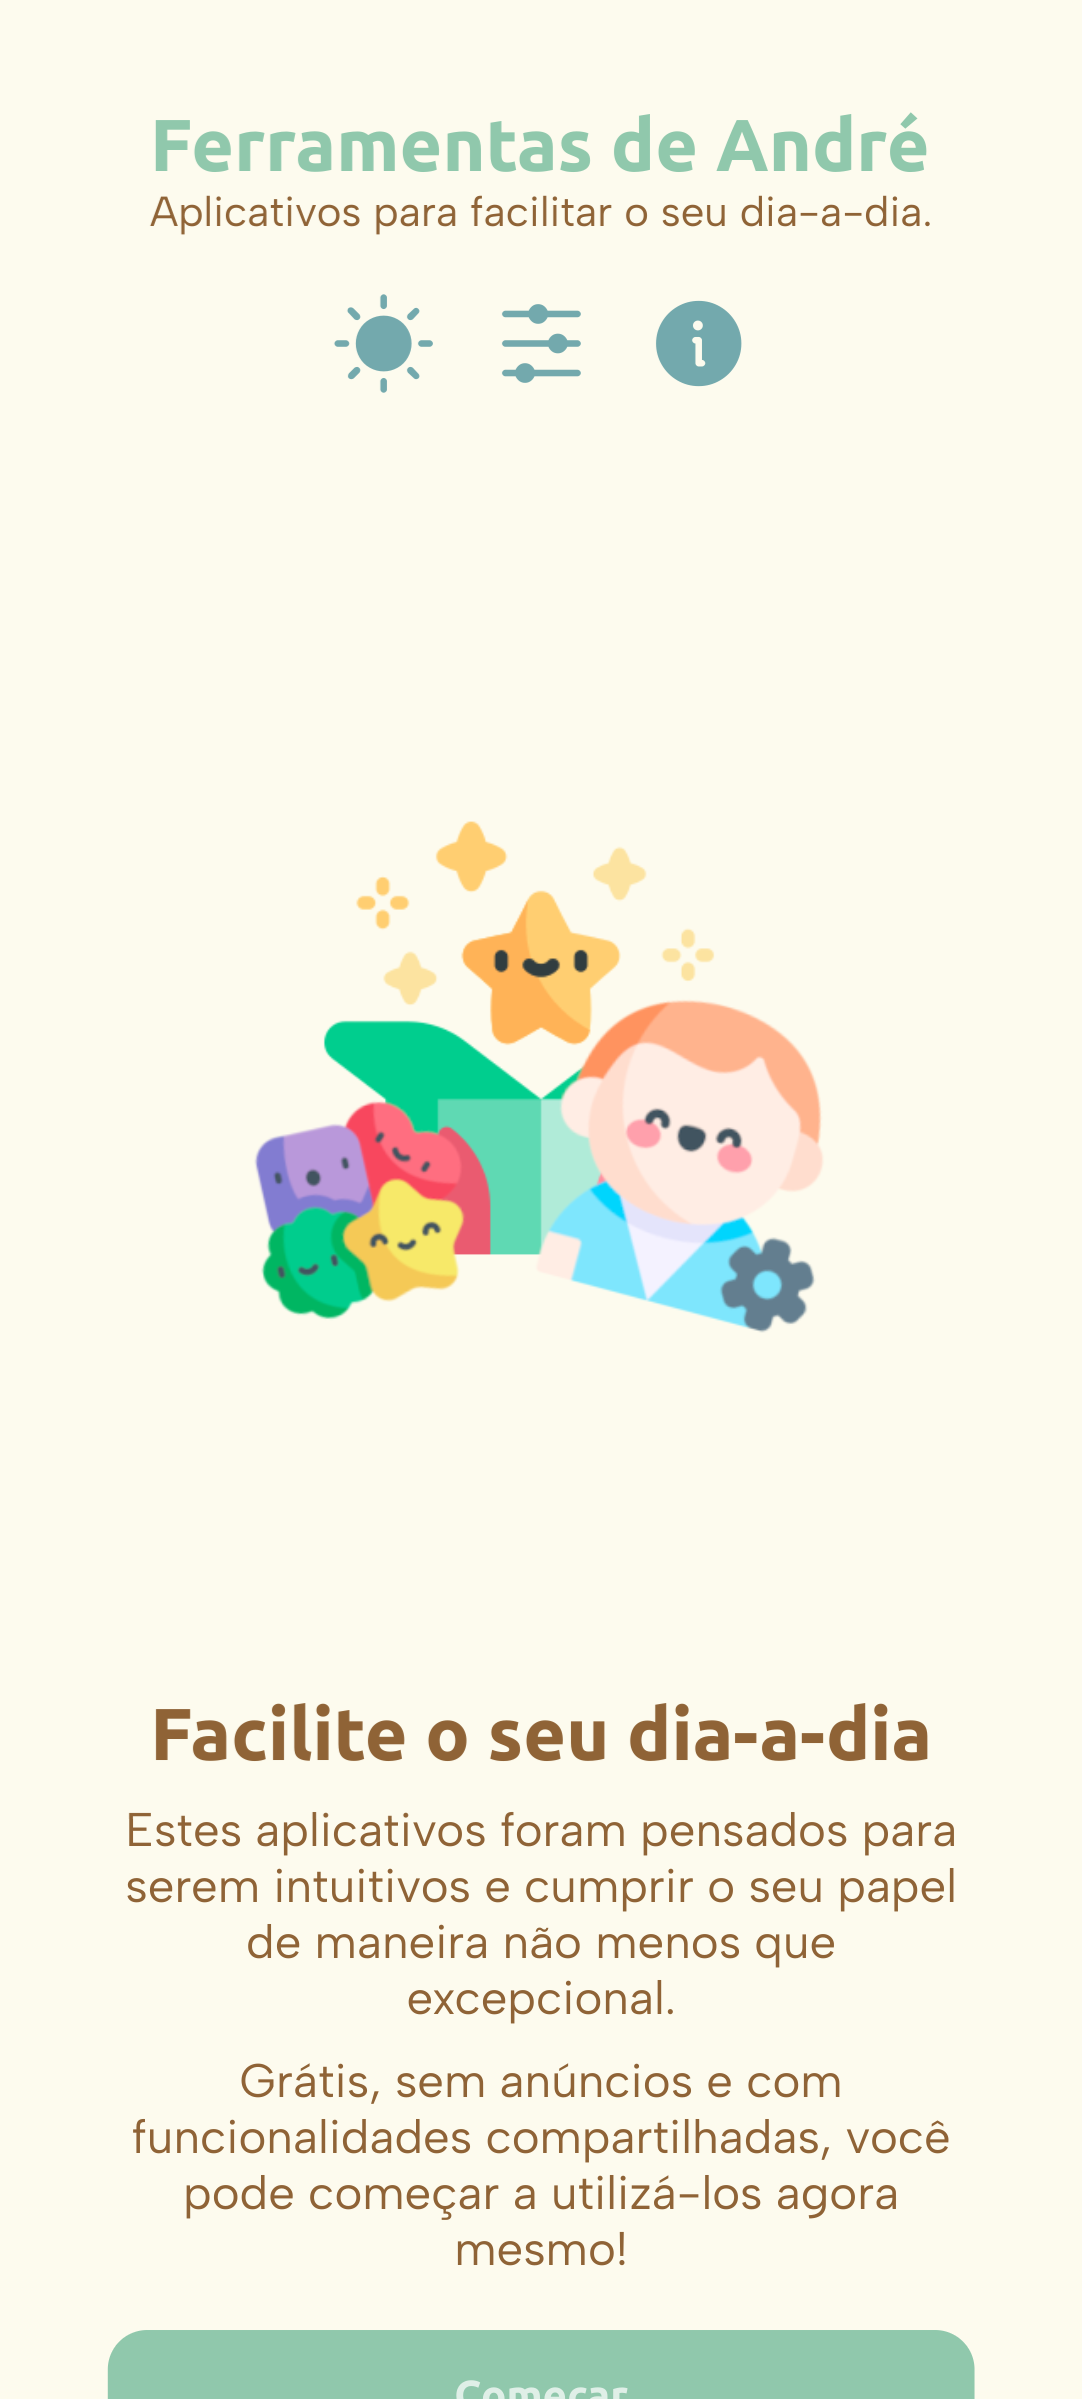 Ferramentas de André
Aplicativos para facilitar o seu dia-a-dia.
Facilite o seu dia-a-dia
Estes aplicativos foram pensados para
serem intuitivos e cumprir o seu papel
de maneira não menos que
excepcional.
Grátis, sem anúncios e com
funcionalidades compartilhadas, você
pode começar a utilizá-los agora
mesmo!
Começar